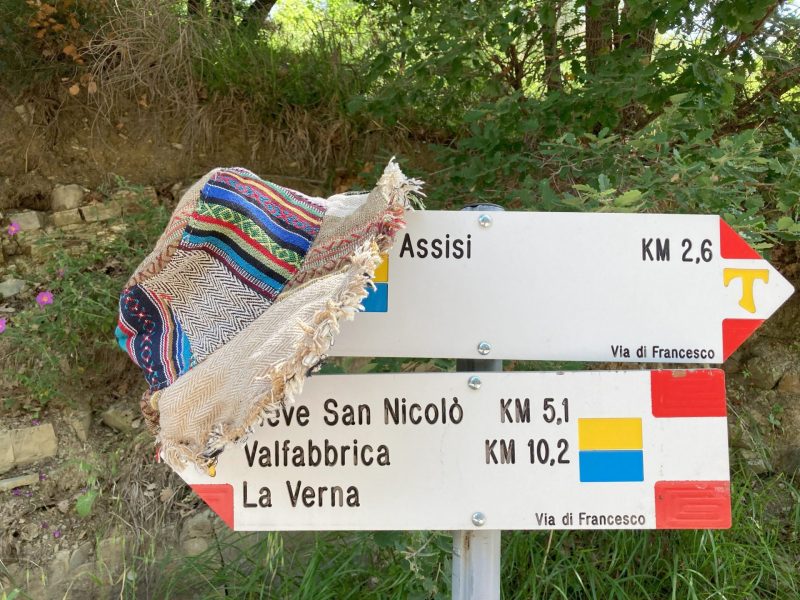 Assisi KM 2,6
Via di Francesco
San Nicolò KM 5,1
Valfabbrica KM 10,2
La Verna
Via di Francesco